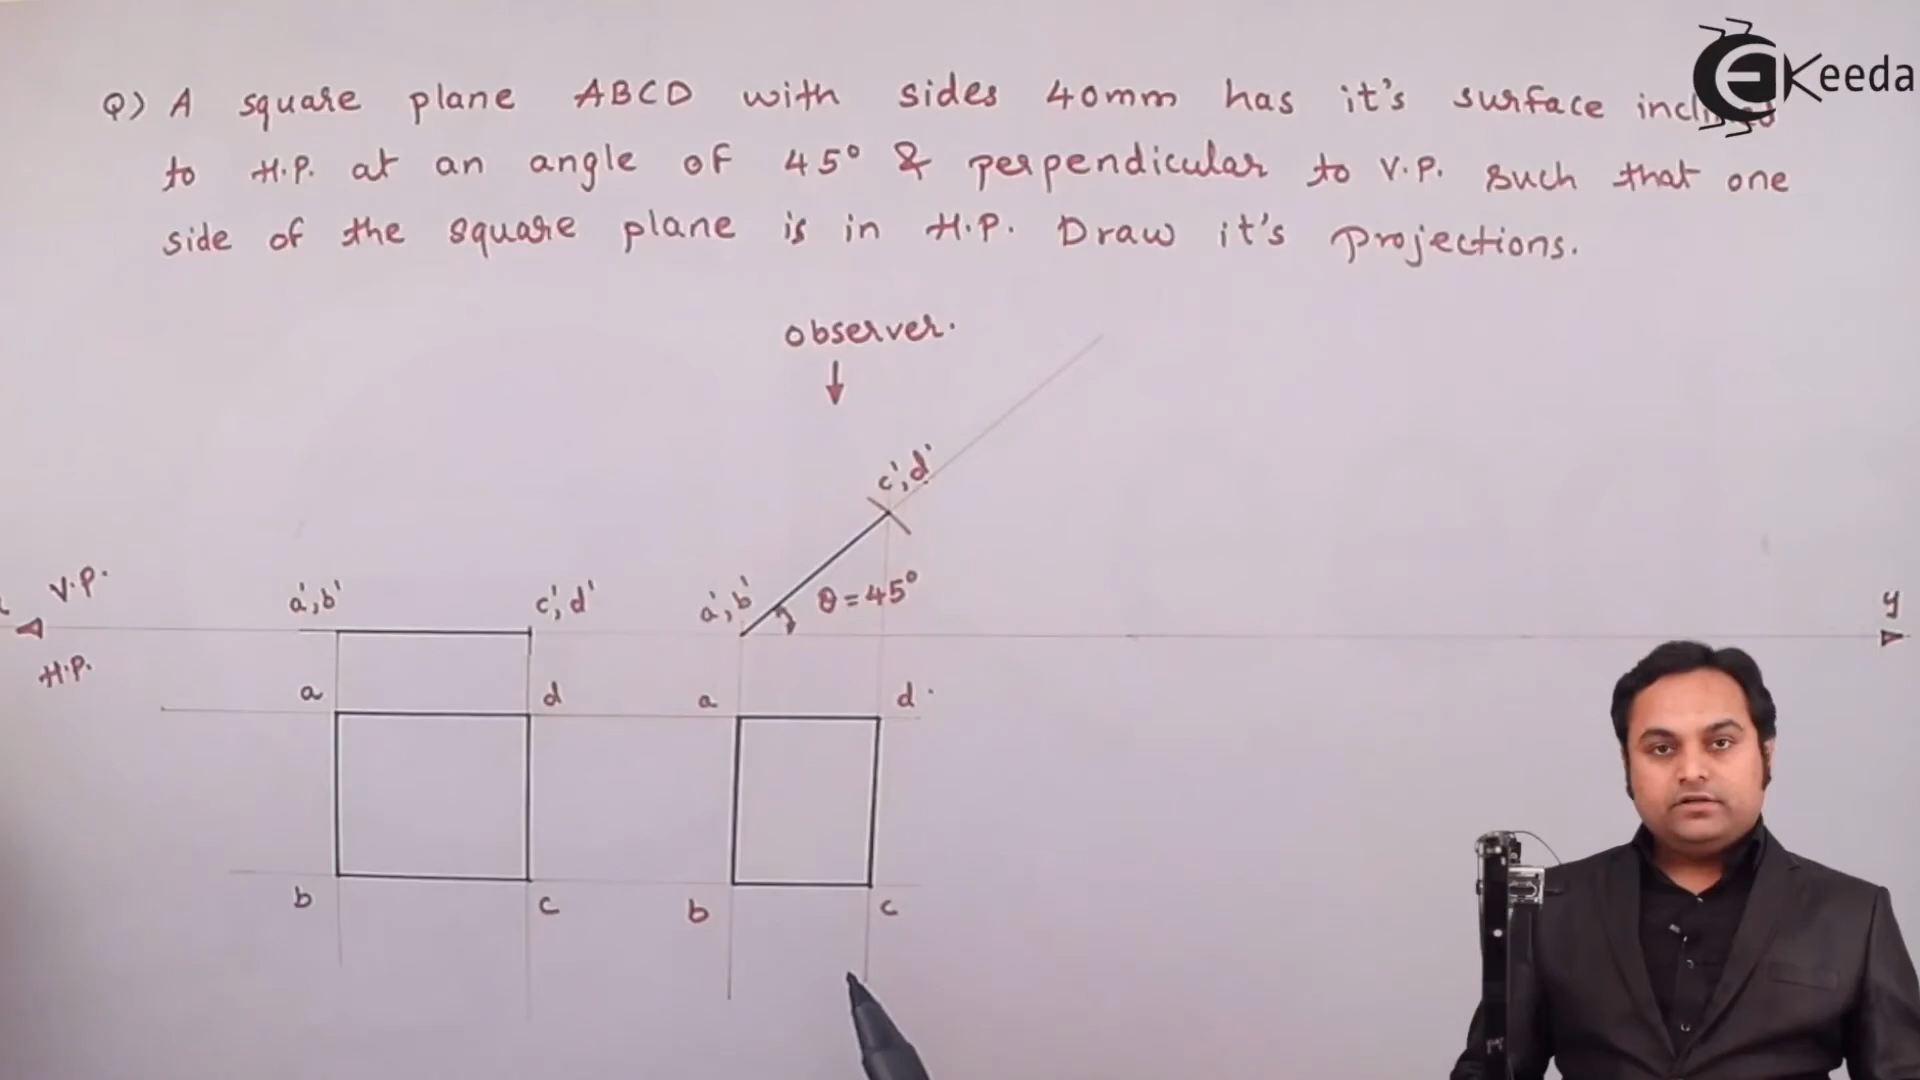 Q) A square plane ABCD with sides 40mm has it's surface
Keeda
to H.P. at an angle of 45° & perpendicular to V.P. such that one
side of the square plane is in H.P. Draw it's projections.
observer.
c', d'
V.P.
a', b'
c', d'
a', b'
θ = 45°
y
H.P.
a
d
a
d
b
c
b
c